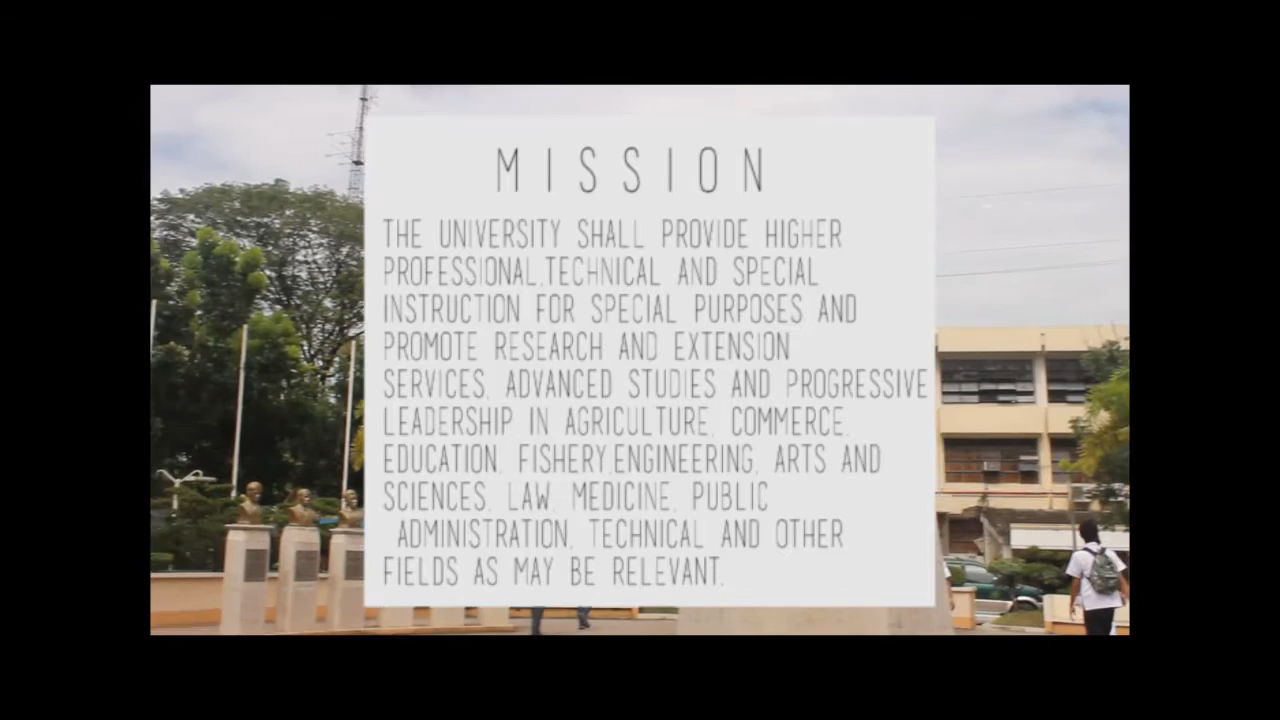 MISSION
THE UNIVERSITY SHALL PROVIDE HIGHER
PROFESSIONAL,TECHNICAL AND SPECIAL
INSTRUCTION FOR SPECIAL PURPOSES AND
PROMOTE RESEARCH AND EXTENSION
SERVICES, ADVANCED STUDIES AND PROGRESSIVE
LEADERSHIP IN AGRICULTURE, COMMERCE,
EDUCATION, FISHERY,ENGINEERING, ARTS AND
SCIENCES, LAW, MEDICINE, PUBLIC
ADMINISTRATION, TECHNICAL AND OTHER
FIELDS AS MAY BE RELEVANT.